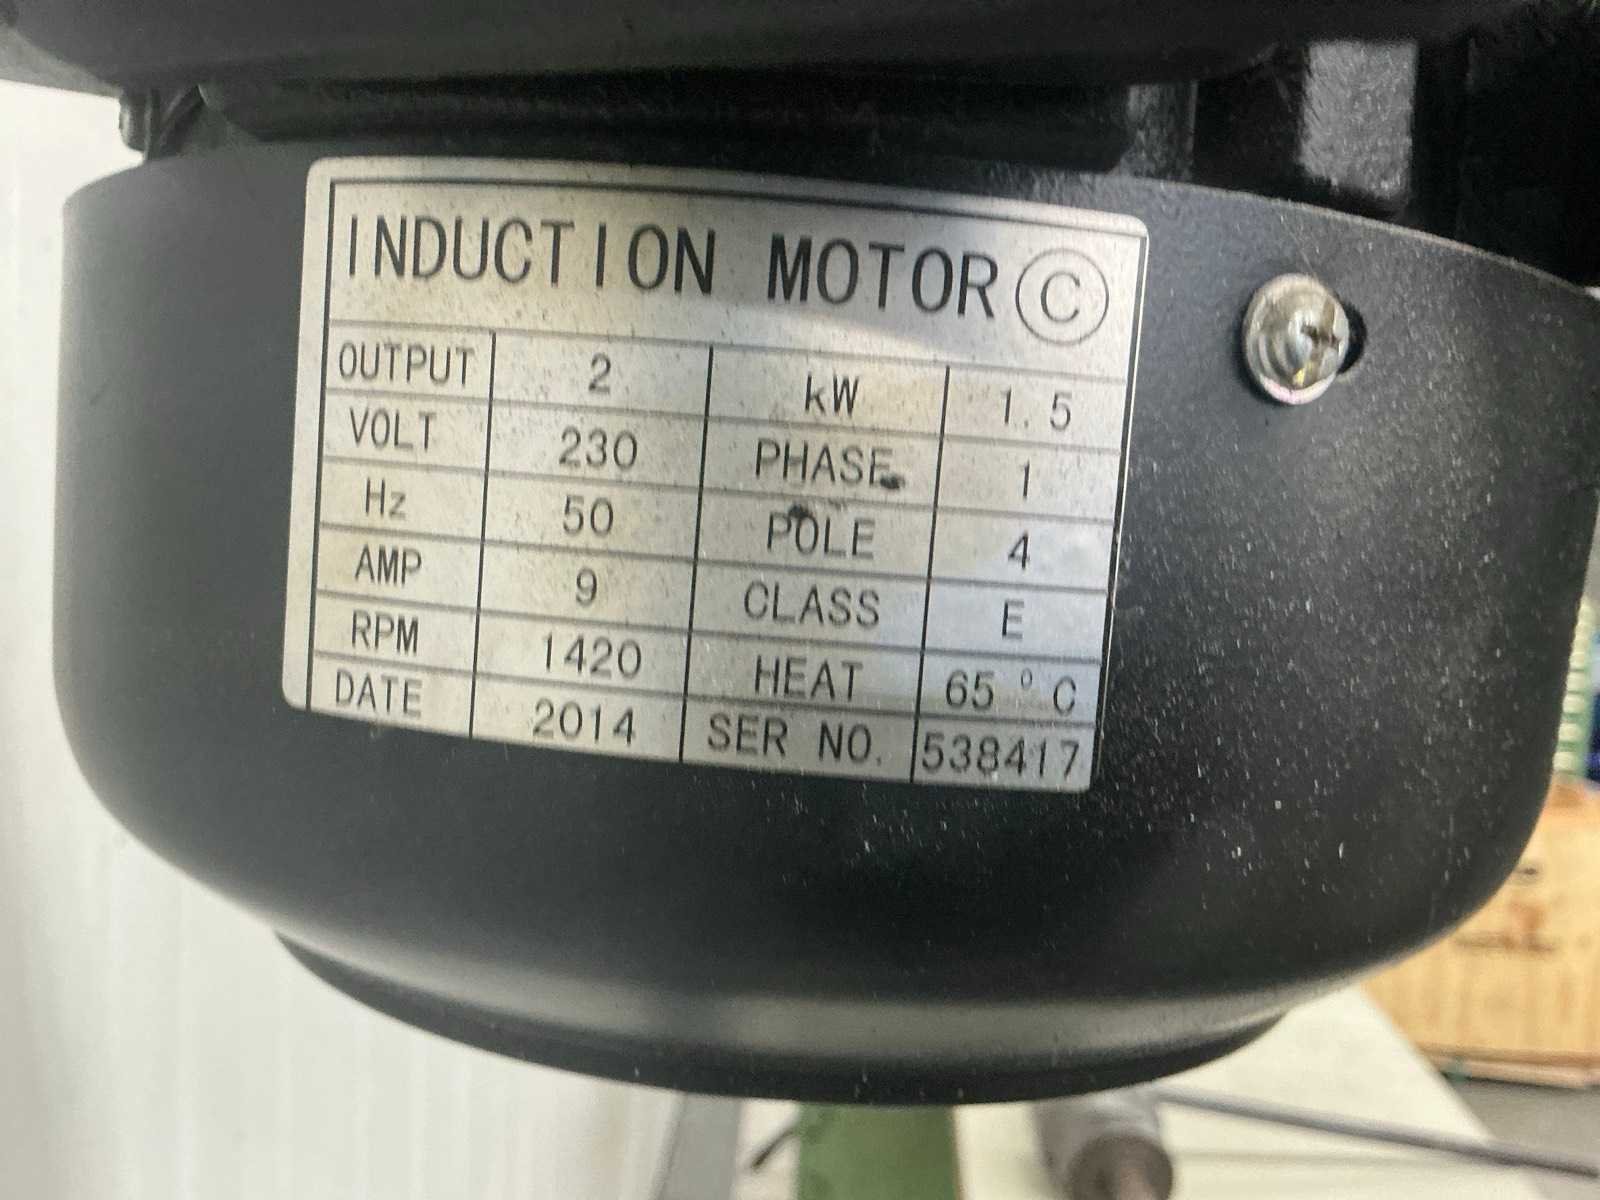 INDUCTION MOTOR Ⓒ
OUTPUT 2 kW 1.5
VOLT 230 PHASE 1
Hz 50 POLE 4
AMP 9 CLASS E
RPM 1420 HEAT 65 °C
DATE 2014 SER NO. 538417